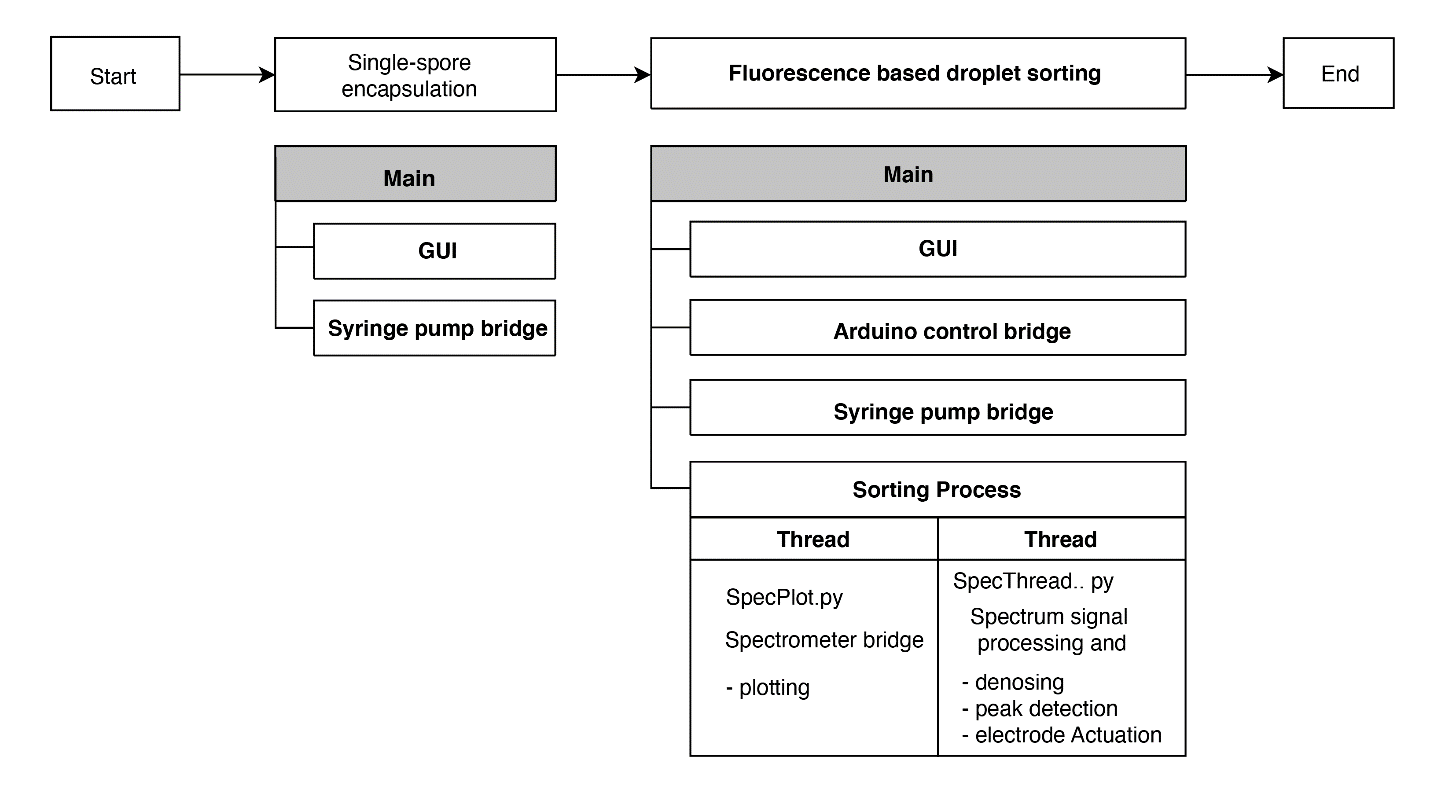 Start
Single-spore
encapsulation
Fluorescence based droplet sorting
End
Main
GUI
Syringe pump bridge
Main
GUI
Arduino control bridge
Syringe pump bridge
Sorting Process
Thread
SpecPlot.py
Spectrometer bridge
- plotting
Thread
SpecThread.. py
Spectrum signal
processing and
- denosing
- peak detection
- electrode Actuation